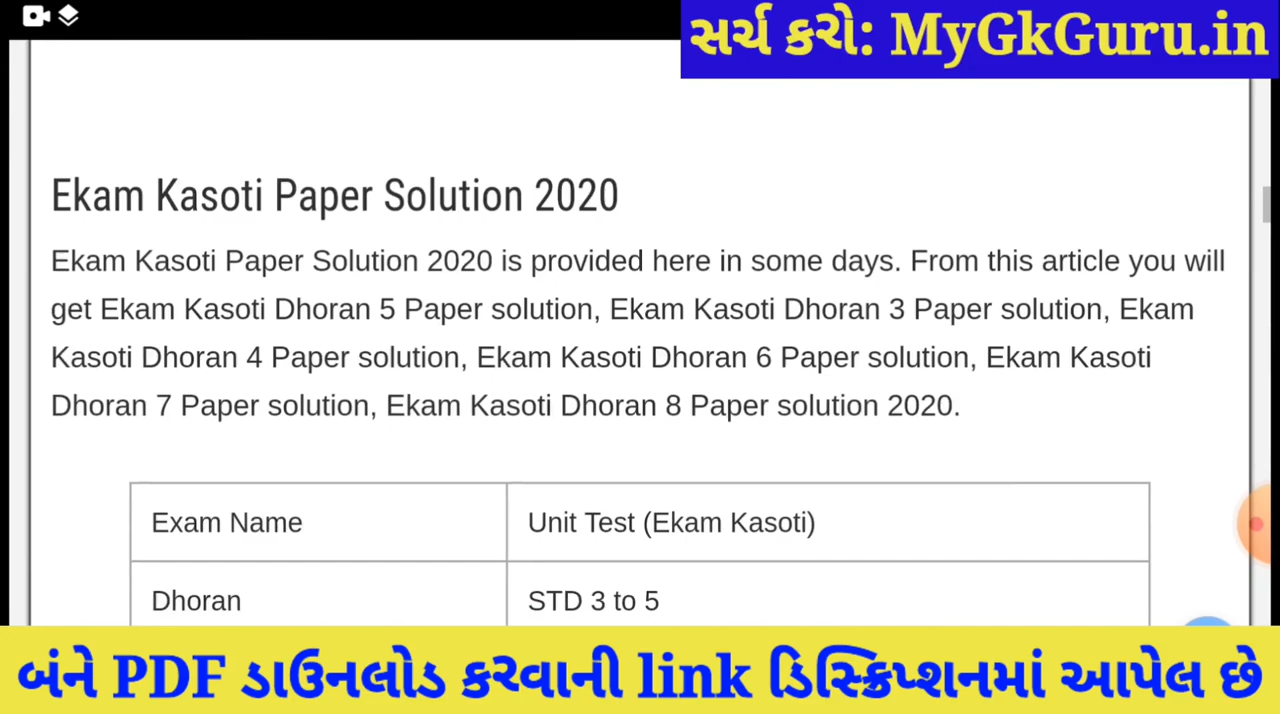 સર્ચ કરો: MyGkGuru.in
Ekam Kasoti Paper Solution 2020
Ekam Kasoti Paper Solution 2020 is provided here in some days. From this article you will
get Ekam Kasoti Dhoran 5 Paper solution, Ekam Kasoti Dhoran 3 Paper solution, Ekam
Kasoti Dhoran 4 Paper solution, Ekam Kasoti Dhoran 6 Paper solution, Ekam Kasoti
Dhoran 7 Paper solution, Ekam Kasoti Dhoran 8 Paper solution 2020.
Exam Name Unit Test (Ekam Kasoti)
Dhoran STD 3 to 5
બંને PDF ડાઉનલોડ કરવાની link ડિસ્ક્રિપ્શનમાં આપેલ છે